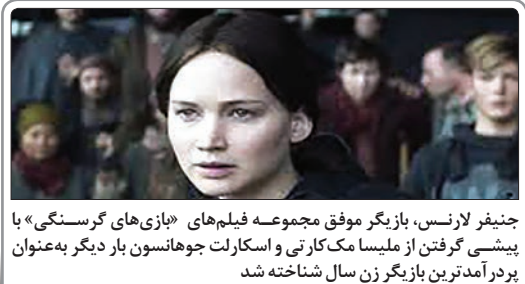 جنیفر لارنس، بازیگر موفق مجموعه فیلم‌های «بازی‌های گرسنگی» با
پیشی گرفتن از ملیسا مک‌کارتی و اسکارلت جوهانسون بار دیگر به‌عنوان
پردرآمدترین بازیگر زن سال شناخته شد